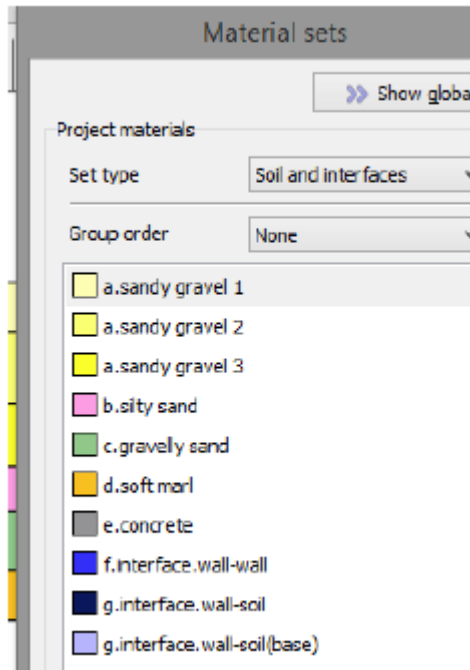 Material sets
Show globa
Project materials
Set type Soil and interfaces
Group order None
a.sandy gravel 1
a.sandy gravel 2
a.sandy gravel 3
b.silty sand
c.gravelly sand
d.soft marl
e.concrete
f.interface.wall-wall
g.interface.wall-soil
g.interface.wall-soil(base)